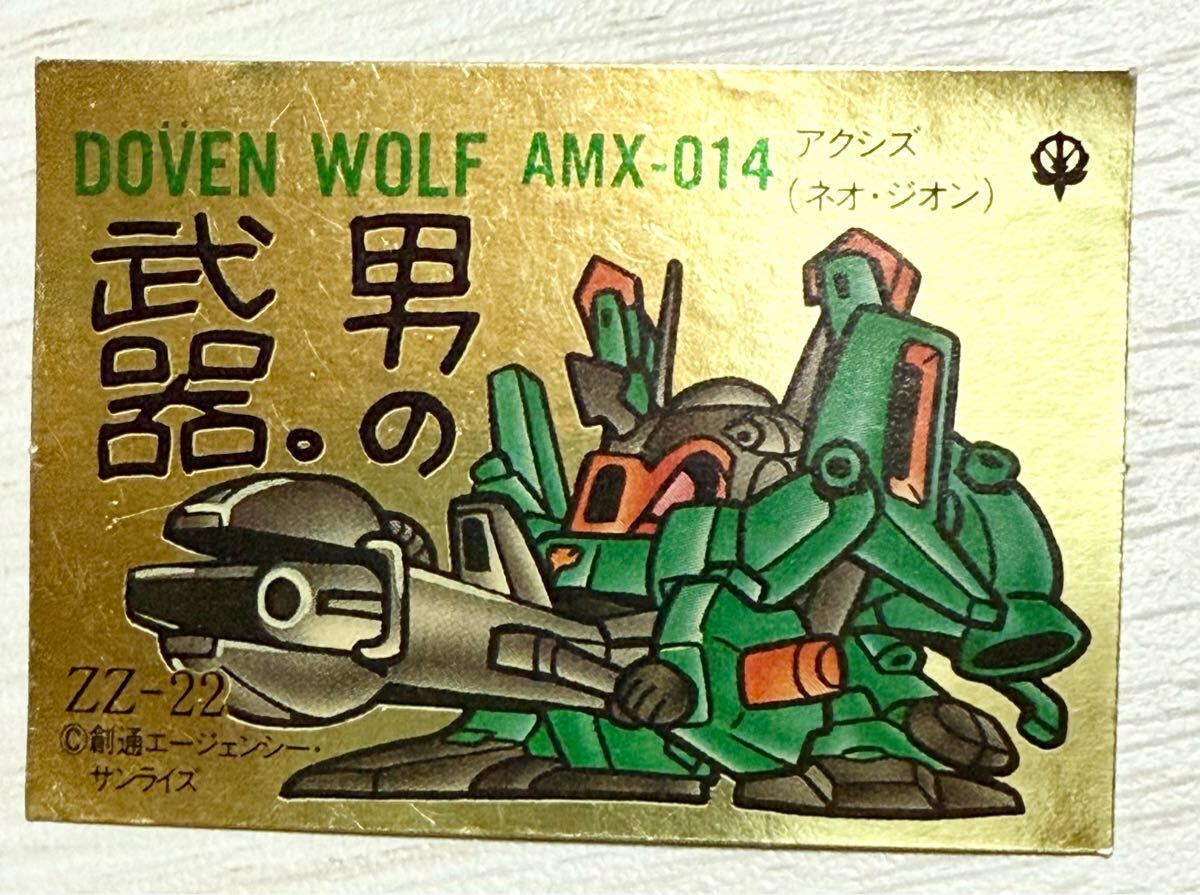 DOVEN WOLF AMX-014
アクシズ
(ネオ・ジオン)
男の
武器。
ZZ-22
©創通エージェンシー・
サンライズ